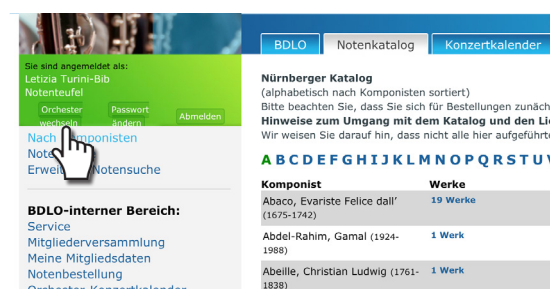 BDLO Notenkatalog Konzertkalender
Sie sind angemeldet als:
Letizia Turini-Bib
Notenteufel
Orchester wechseln
Passwort ändern
Abmelden
Nach
Erwei Notensuche
BDLO-interner Bereich:
Service
Mitgliederversammlung
Meine Mitgliedsdaten
Notenbestellung
Orchester-Konzertkalender
Nürnberger Katalog
(alphabetisch nach Komponisten sortiert)
Bitte beachten Sie, dass Sie sich für Bestellungen zunäch
Hinweise zum Umgang mit dem Katalog und den Lie
Wir weisen Sie darauf hin, dass nicht alle hier aufgeführte
A B C D E F G H I J K L M N O P Q R S T U V
Komponist Werke
Abaco, Evariste Felice dall' 19 Werke
(1675-1742)
Abdel-Rahim, Gamal (1924- 1 Werk
1988)
Abeille, Christian Ludwig (1761- 1 Werk
1838)